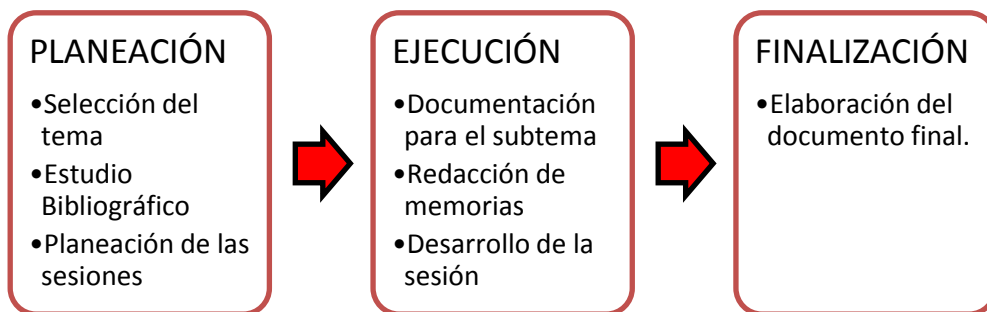 PLANEACIÓN
•Selección del
tema
•Estudio
Bibliográfico
•Planeación de las
sesiones
EJECUCIÓN
•Documentación
para el subtema
•Redacción de
memorias
•Desarrollo de la
sesión
FINALIZACIÓN
•Elaboración del
documento final.